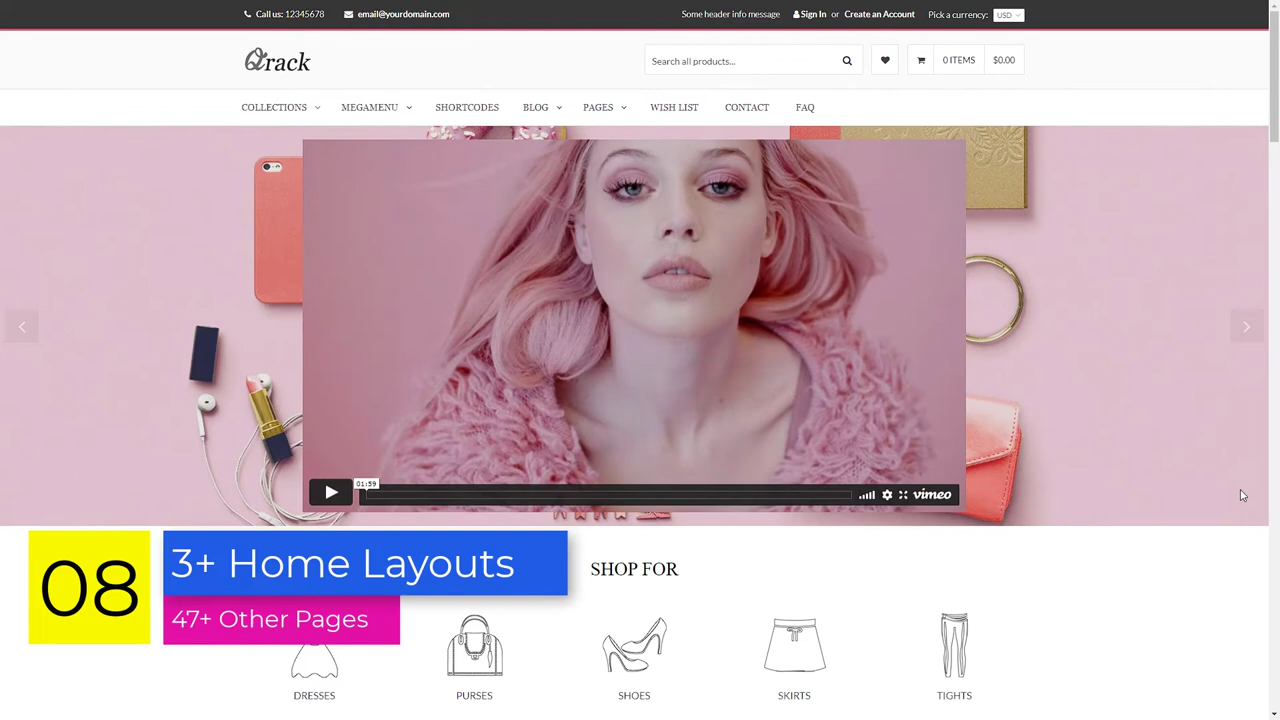 Call us: 12345678 email@yourdomain.com Some header info message Sign In or Create an Account Pick a currency: USD
Qrack
Search all products...
0 ITEMS $0.00
COLLECTIONS MEGAMENU SHORTCODES BLOG PAGES WISH LIST CONTACT FAQ
01:59
vimeo
08
3+ Home Layouts
47+ Other Pages
SHOP FOR
DRESSES PURSES SHOES SKIRTS TIGHTS